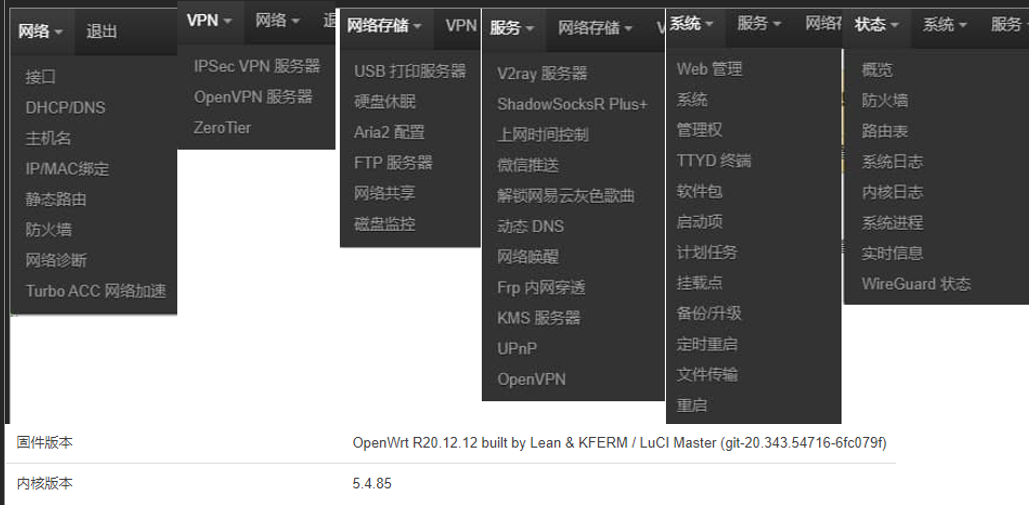 网络 退出
接口
DHCP/DNS
主机名
IP/MAC绑定
静态路由
防火墙
网络诊断
Turbo ACC 网络加速
VPN 网络
IPSec VPN 服务器
OpenVPN 服务器
ZeroTier
网络存储 VPN
USB 打印服务器
硬盘休眠
Aria2 配置
FTP 服务器
网络共享
磁盘监控
服务 网络存储
V2ray 服务器
ShadowSocksR Plus+
上网时间控制
微信推送
解锁网易云灰色歌曲
动态 DNS
网络唤醒
Frp 内网穿透
KMS 服务器
UPnP
OpenVPN
系统 服务 网络
Web 管理
系统
管理权
TTYD 终端
软件包
启动项
计划任务
挂载点
备份/升级
定时重启
文件传输
重启
状态 系统 服务
概览
防火墙
路由表
系统日志
内核日志
系统进程
实时信息
WireGuard 状态
固件版本 OpenWrt R20.12.12 built by Lean & KFERM / LuCI Master (git-20.343.54716-6fc079f)
内核版本 5.4.85